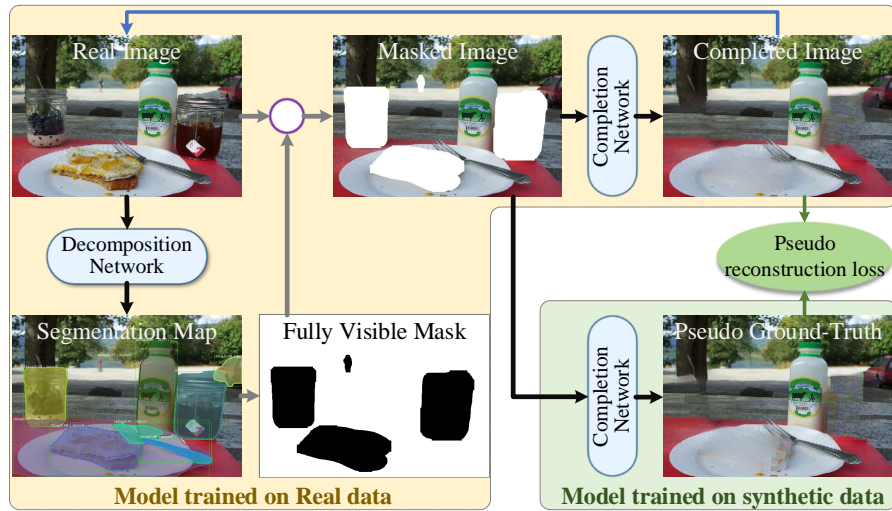 Real Image
Masked Image
Completion
Network
Completed Image
Decomposition
Network
Pseudo
reconstruction loss
Segmentation Map
Fully Visible Mask
Completion
Network
Pseudo Ground-Truth
Model trained on Real data
Model trained on synthetic data